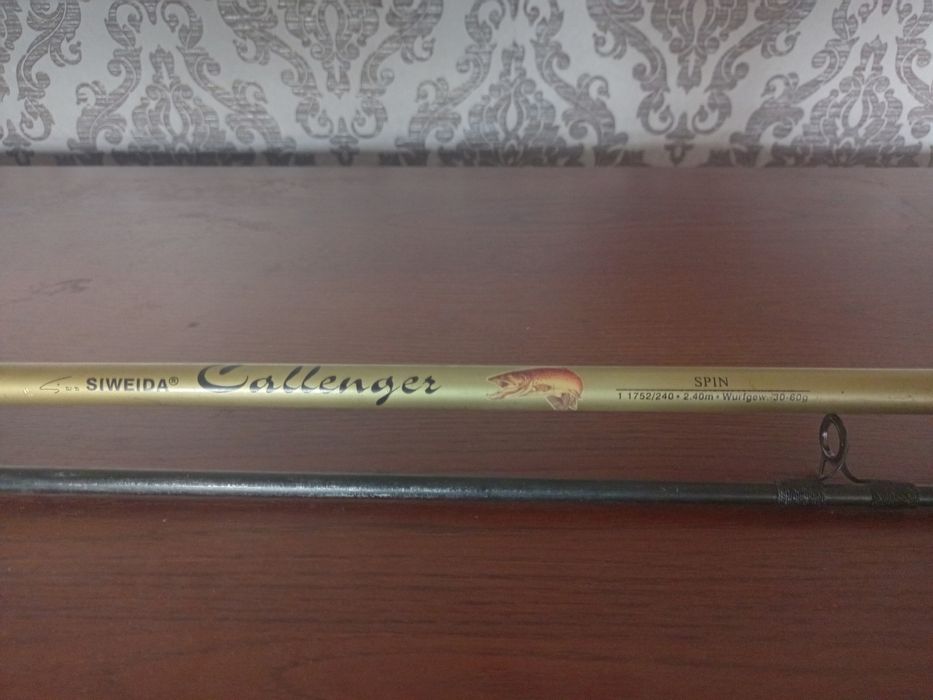 SIWEIDA® Callenger
SPIN
1 1752/240 • 2.40m • Wurfgew. 30-60g